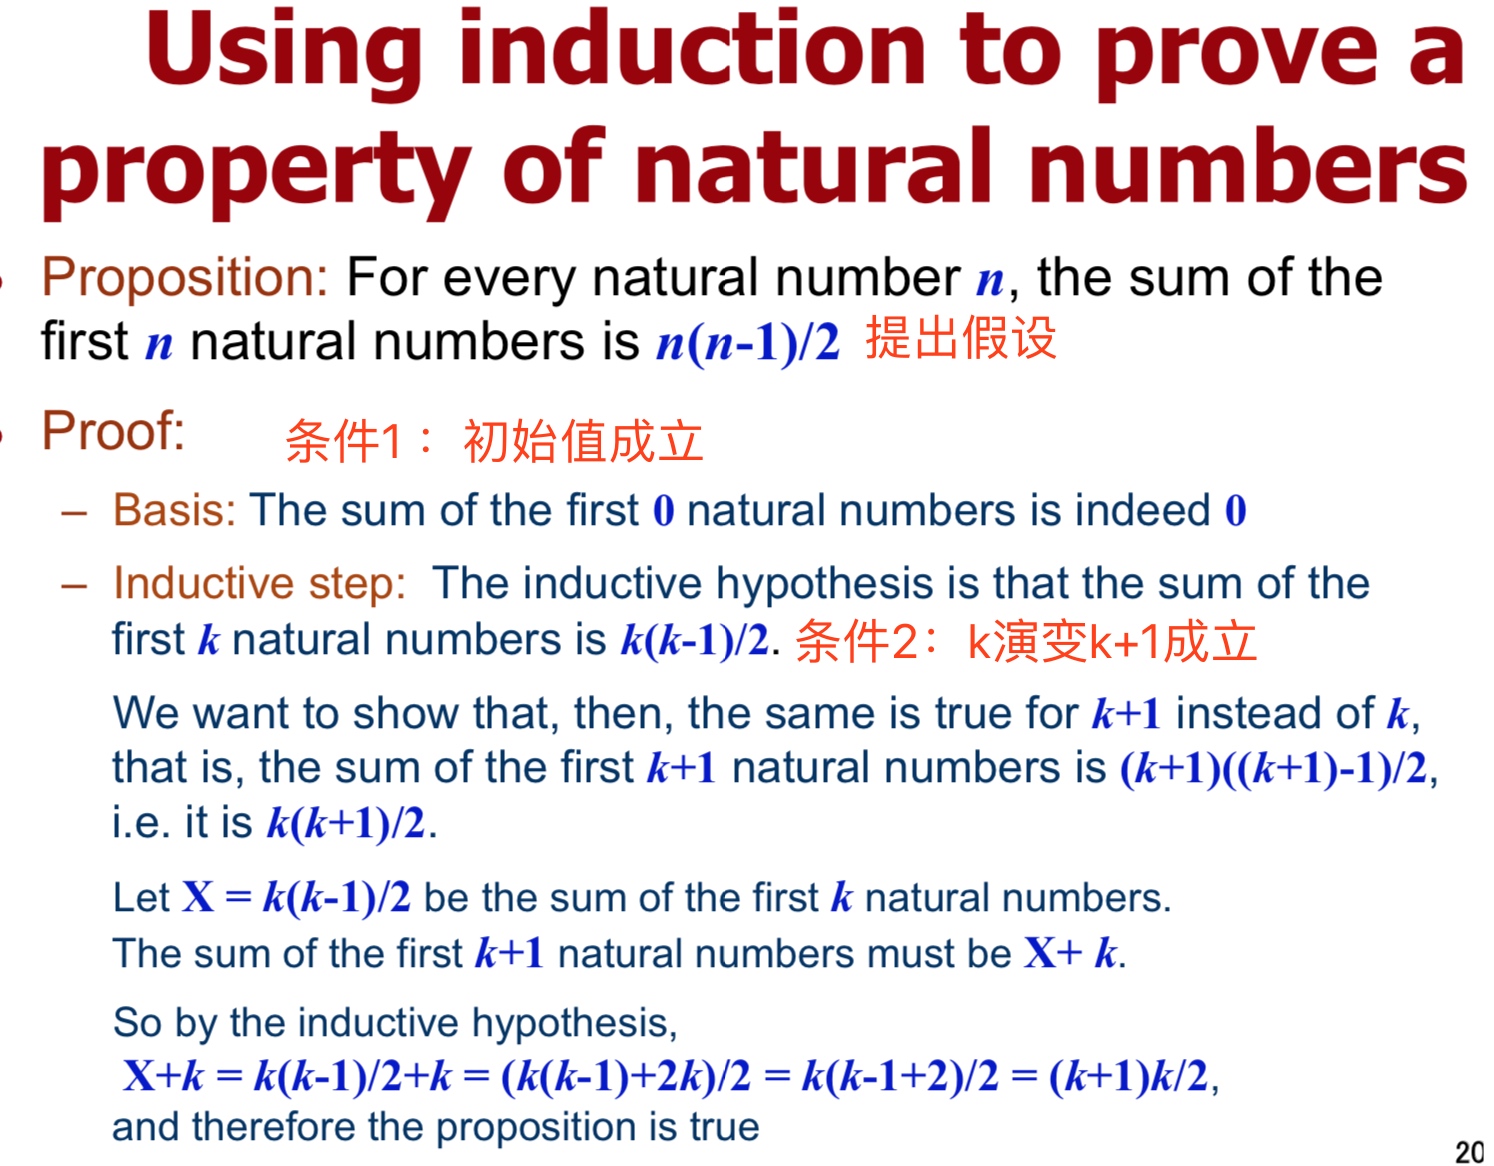 Using induction to prove a
property of natural numbers
Proposition: For every natural number n, the sum of the
first n natural numbers is n(n-1)/2 提出假设
Proof:
条件1：初始值成立
– Basis: The sum of the first 0 natural numbers is indeed 0
– Inductive step: The inductive hypothesis is that the sum of the
first k natural numbers is k(k-1)/2. 条件2：k演变k+1成立
We want to show that, then, the same is true for k+1 instead of k,
that is, the sum of the first k+1 natural numbers is (k+1)((k+1)-1)/2,
i.e. it is k(k+1)/2.
Let X = k(k-1)/2 be the sum of the first k natural numbers.
The sum of the first k+1 natural numbers must be X+ k.
So by the inductive hypothesis,
X+k = k(k-1)/2+k = (k(k-1)+2k)/2 = k(k-1+2)/2 = (k+1)k/2,
and therefore the proposition is true
20